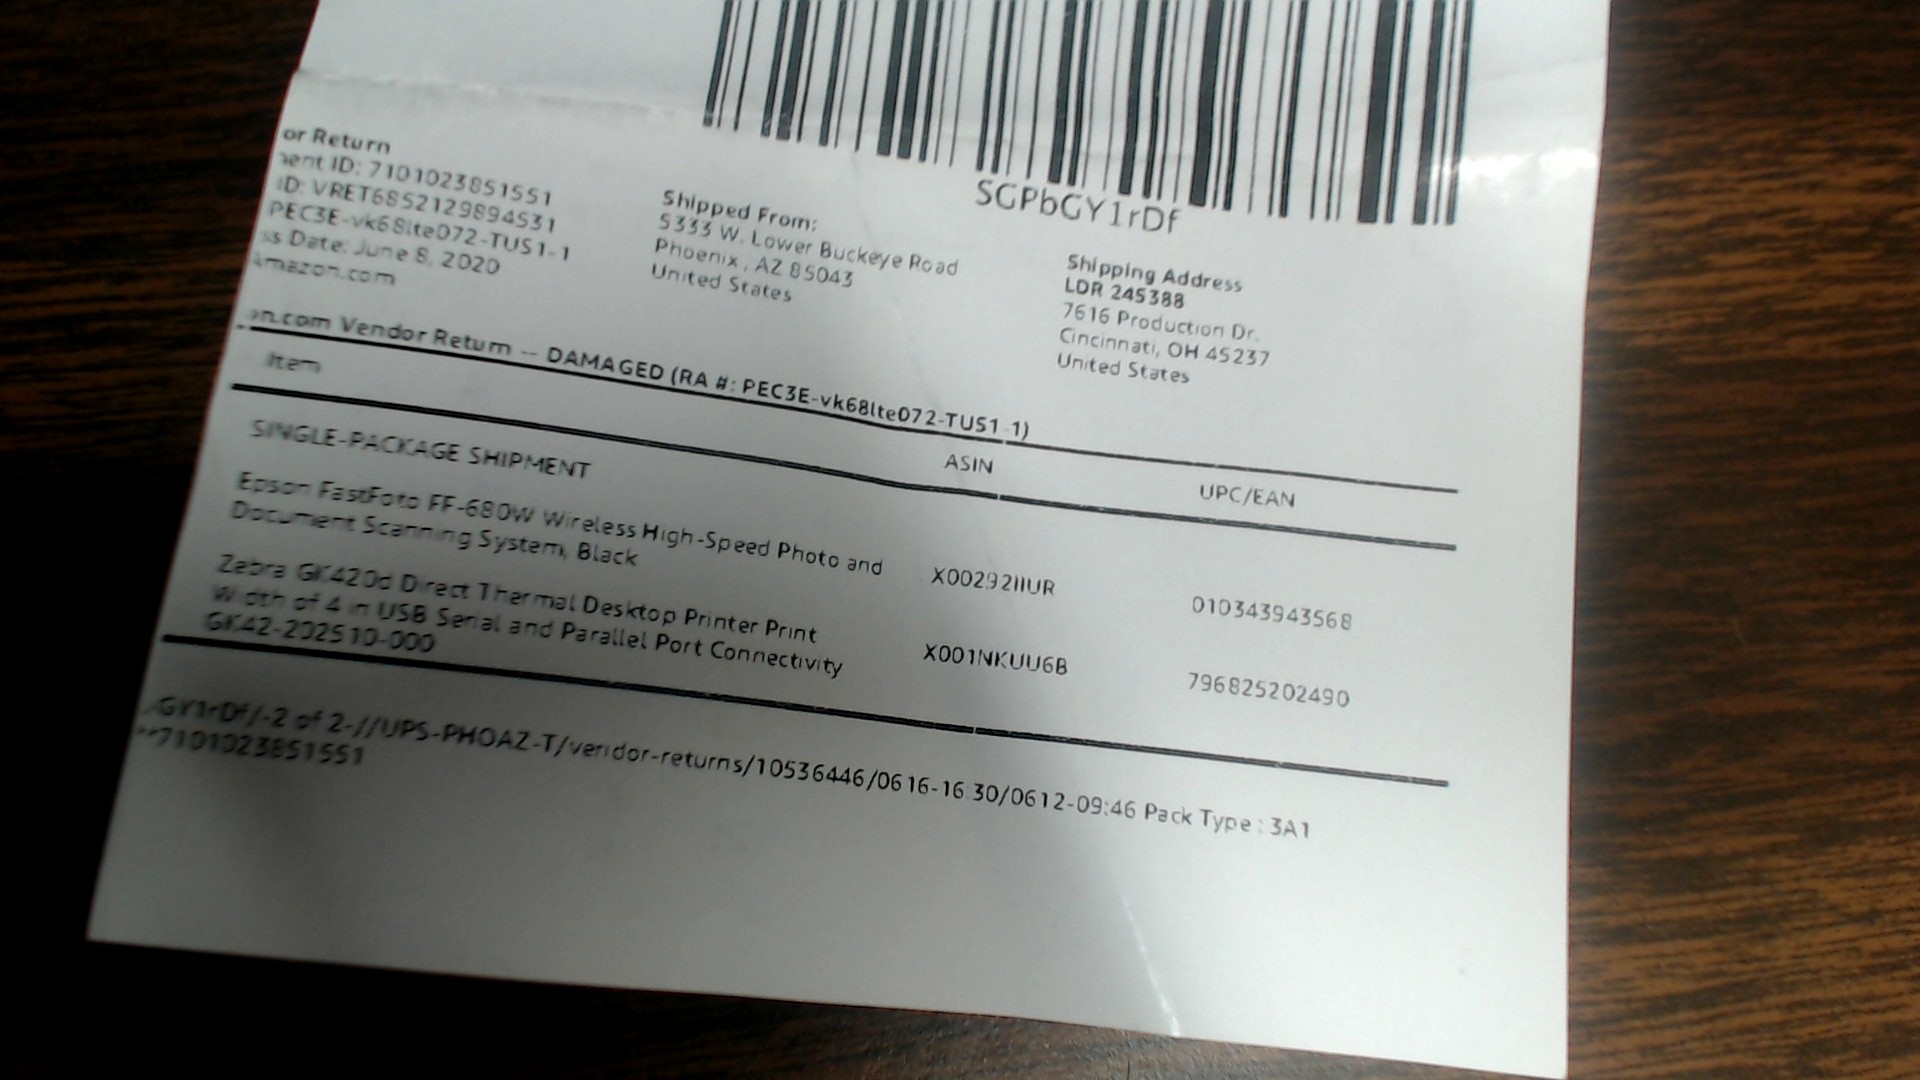 SGPbGY1rDf
or Return
ent ID: 7101023851551
ID: VRET6852129894531
PEC3E-vk68lte072-TUS1-1
ss Date: June 8, 2020
Amazon.com
Shipped From:
5333 W. Lower Buckeye Road
Phoenix, AZ 85043
United States
Shipping Address
LDR 245388
7616 Production Dr.
Cincinnati, OH 45237
United States
on.com Vendor Return -- DAMAGED (RA #: PEC3E-vk68lte072-TUS1-1)
Item ASIN UPC/EAN
SINGLE-PACKAGE SHIPMENT
Epson FastFoto FF-680W Wireless High-Speed Photo and
Document Scanning System, Black X00292IIUR 010343943568
Zebra GK420d Direct Thermal Desktop Printer Print
Width of 4 in USB Serial and Parallel Port Connectivity X001NKUU6B 796825202490
GK42-202510-000
GY1rDf/-2 of 2-//UPS-PHOAZ-T/vendor-returns/10536446/0616-16:30/0612-09:46 Pack Type : 3A1
**7101023851551